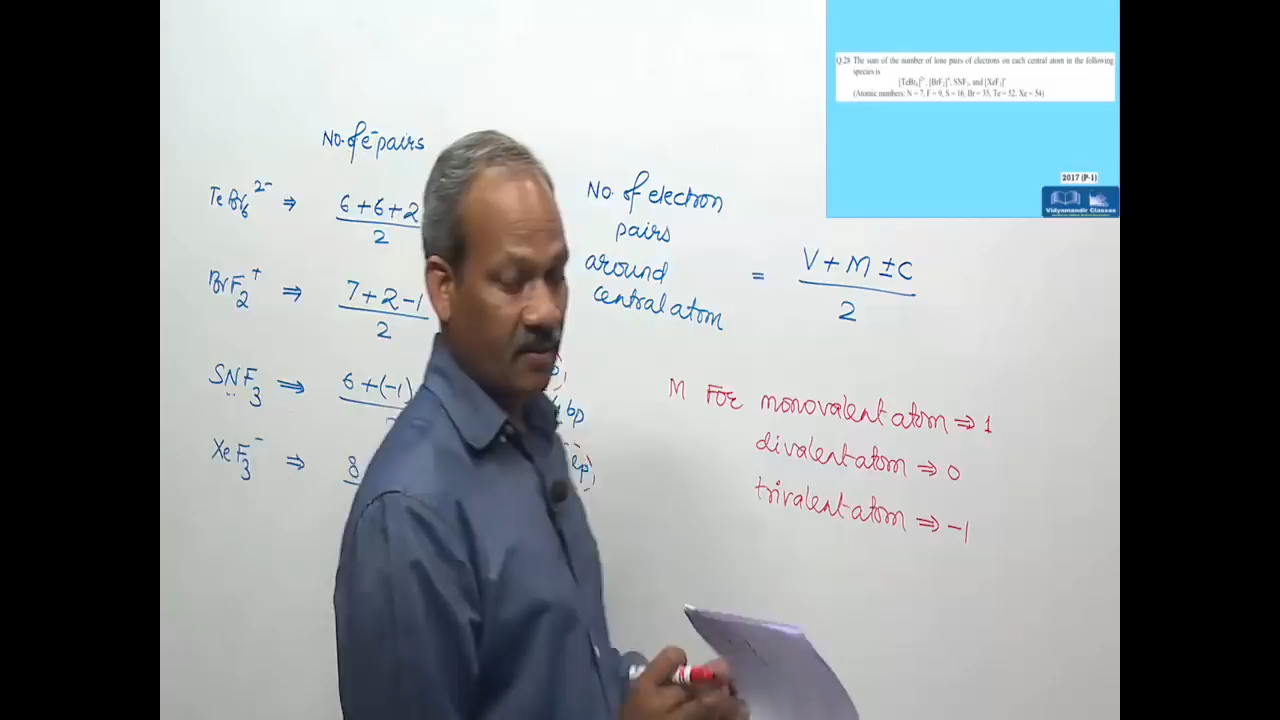 Q.28 The sum of the number of lone pairs of electrons on each central atom in the following
species is
[TeBr₆]²⁻, [BrF₂]⁺, SNF₃, and [XeF₃]⁻
(Atomic numbers: N = 7, F = 9, S = 16, Br = 35, Te = 52, Xe = 54)
2017 (P-1)
Vidyamandir Classes
No. of e⁻ pairs
TeBr₆²⁻ ⇒ 6+6+2
2
BrF₂⁺ ⇒ 7+2-1
2
SNF₃ ⇒ 6+(-1)
XeF₃⁻ ⇒ 8
bp
lp
No. of electron
pairs
around
central atom
= V+M±C
2
M For monovalent atom ⇒ 1
divalent atom ⇒ 0
trivalent atom ⇒ -1